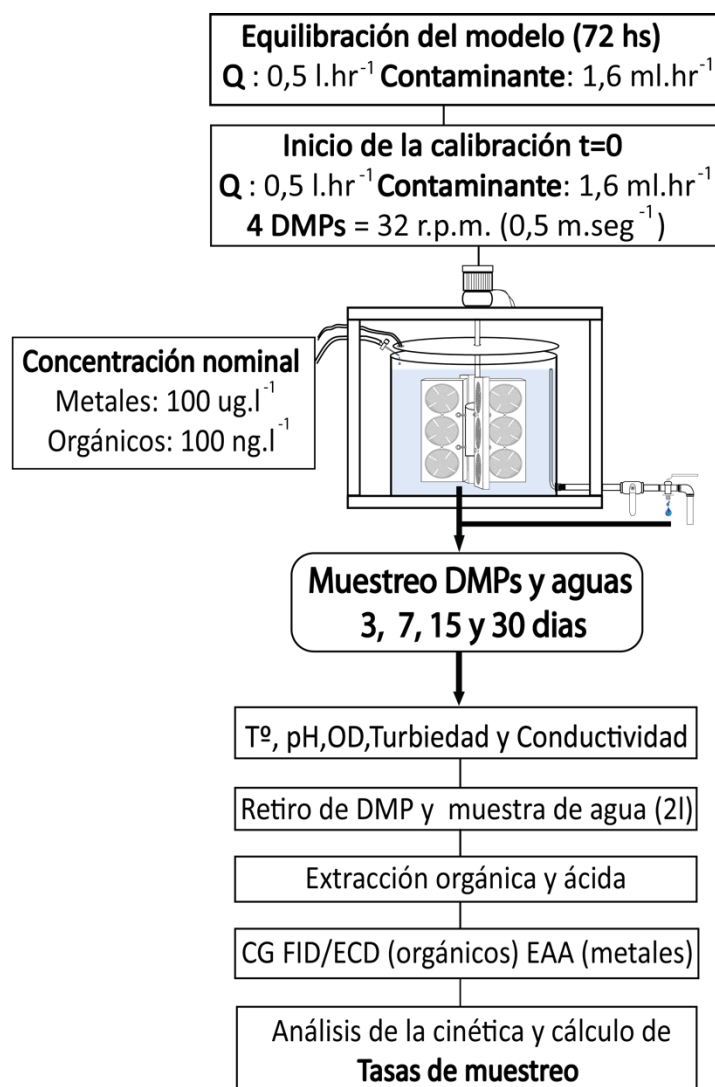 Equilibración del modelo (72 hs)
Q : 0,5 l.hr⁻¹ Contaminante: 1,6 ml.hr⁻¹
Inicio de la calibración t=0
Q : 0,5 l.hr⁻¹ Contaminante: 1,6 ml.hr⁻¹
4 DMPs = 32 r.p.m. (0,5 m.seg⁻¹)
Concentración nominal
Metales: 100 ug.l⁻¹
Orgánicos: 100 ng.l⁻¹
Muestreo DMPs y aguas
3, 7, 15 y 30 dias
Tº, pH,OD,Turbiedad y Conductividad
Retiro de DMP y muestra de agua (2l)
Extracción orgánica y ácida
CG FID/ECD (orgánicos) EAA (metales)
Análisis de la cinética y cálculo de
Tasas de muestreo